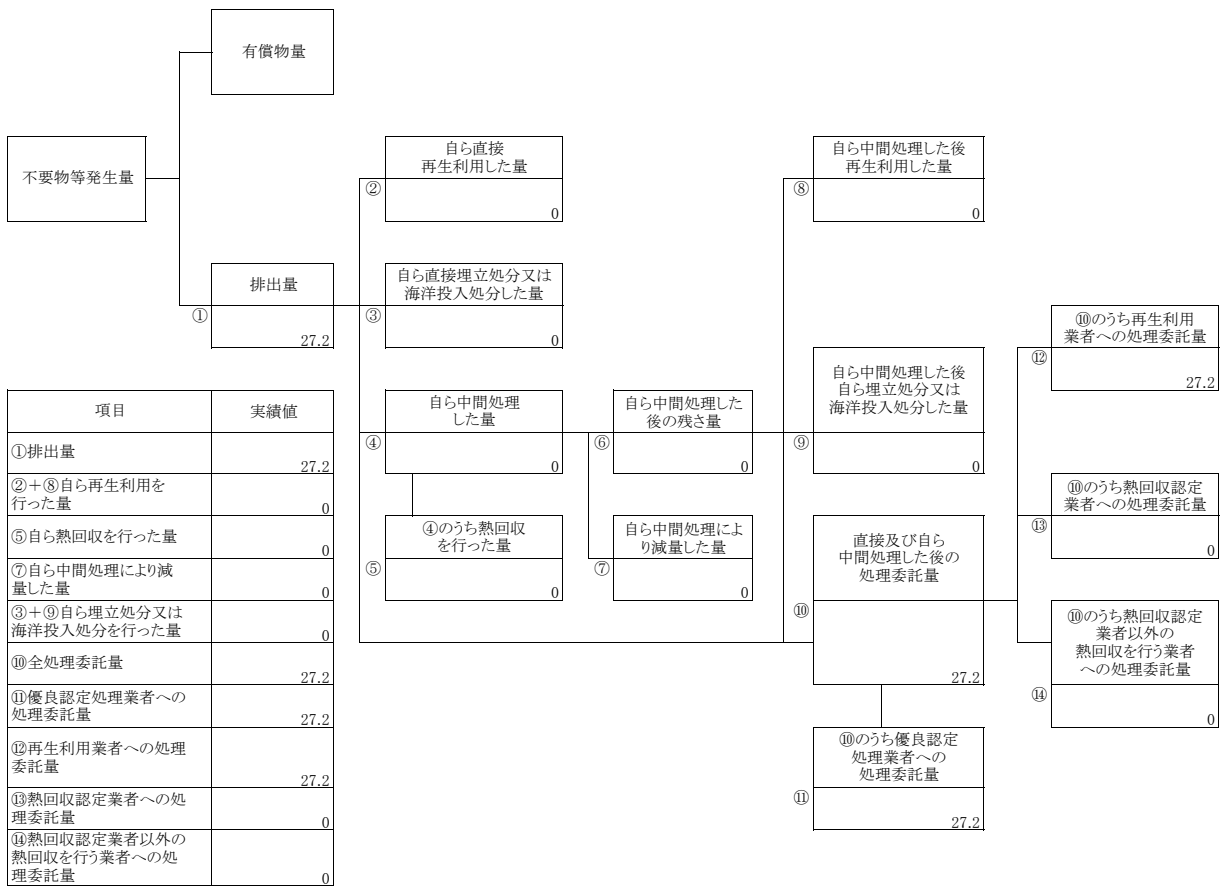 有償物量
不要物等発生量
自ら直接
再生利用した量
②
0
自ら中間処理した後
再生利用した量
⑧
0
排出量
①
27.2
自ら直接埋立処分又は
海洋投入処分した量
③
0
⑩のうち再生利用
業者への処理委託量
⑫
27.2
自ら中間処理
した量
④
0
自ら中間処理した
後の残さ量
⑥
0
自ら中間処理した後
自ら埋立処分又は
海洋投入処分した量
⑨
0
⑩のうち熱回収認定
業者への処理委託量
⑬
0
④のうち熱回収
を行った量
⑤
0
自ら中間処理によ
り減量した量
⑦
0
直接及び自ら
中間処理した後の
処理委託量
⑩
27.2
⑩のうち熱回収認定
業者以外の
熱回収を行う業者
への処理委託量
⑭
0
⑩のうち優良認定
処理業者への
処理委託量
⑪
27.2
項目 実績値
①排出量
27.2
②＋⑧自ら再生利用を
行った量
0
⑤自ら熱回収を行った量
0
⑦自ら中間処理により減
量した量
0
③＋⑨自ら埋立処分又は
海洋投入処分を行った量
0
⑩全処理委託量
27.2
⑪優良認定処理業者への
処理委託量
27.2
⑫再生利用業者への処理
委託量
27.2
⑬熱回収認定業者への処
理委託量
0
⑭熱回収認定業者以外の
熱回収を行う業者への処
理委託量
0